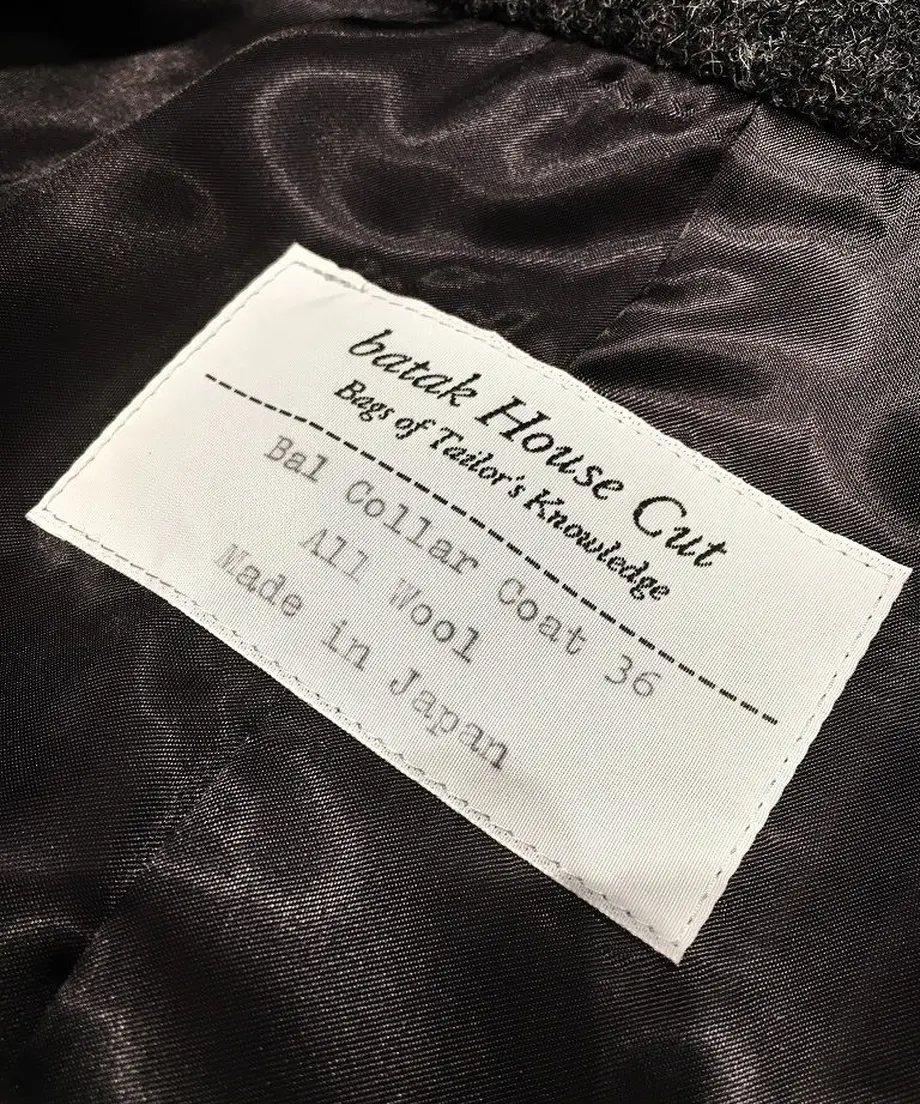 batak House Cut
Bags of Tailor's Knowledge
Bal Collar Coat 36
All Wool
Made in Japan